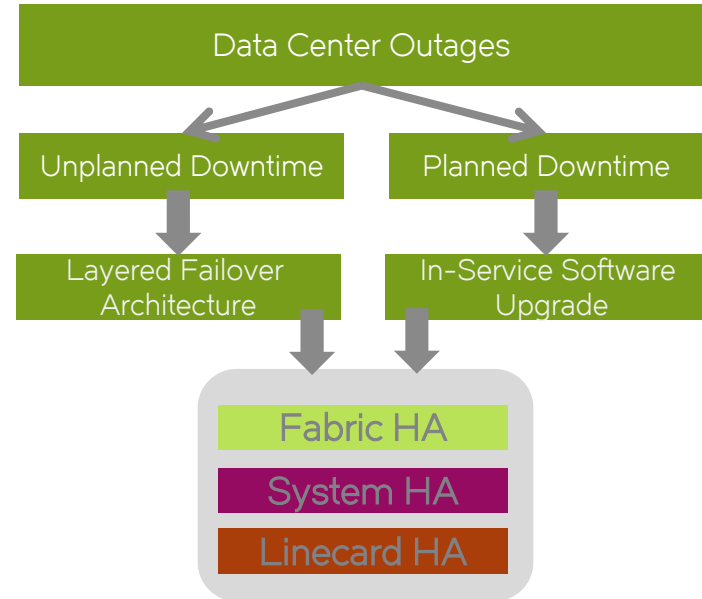 Data Center Outages
Unplanned Downtime
Planned Downtime
Layered Failover
Architecture
In-Service Software
Upgrade
Fabric HA
System HA
Linecard HA